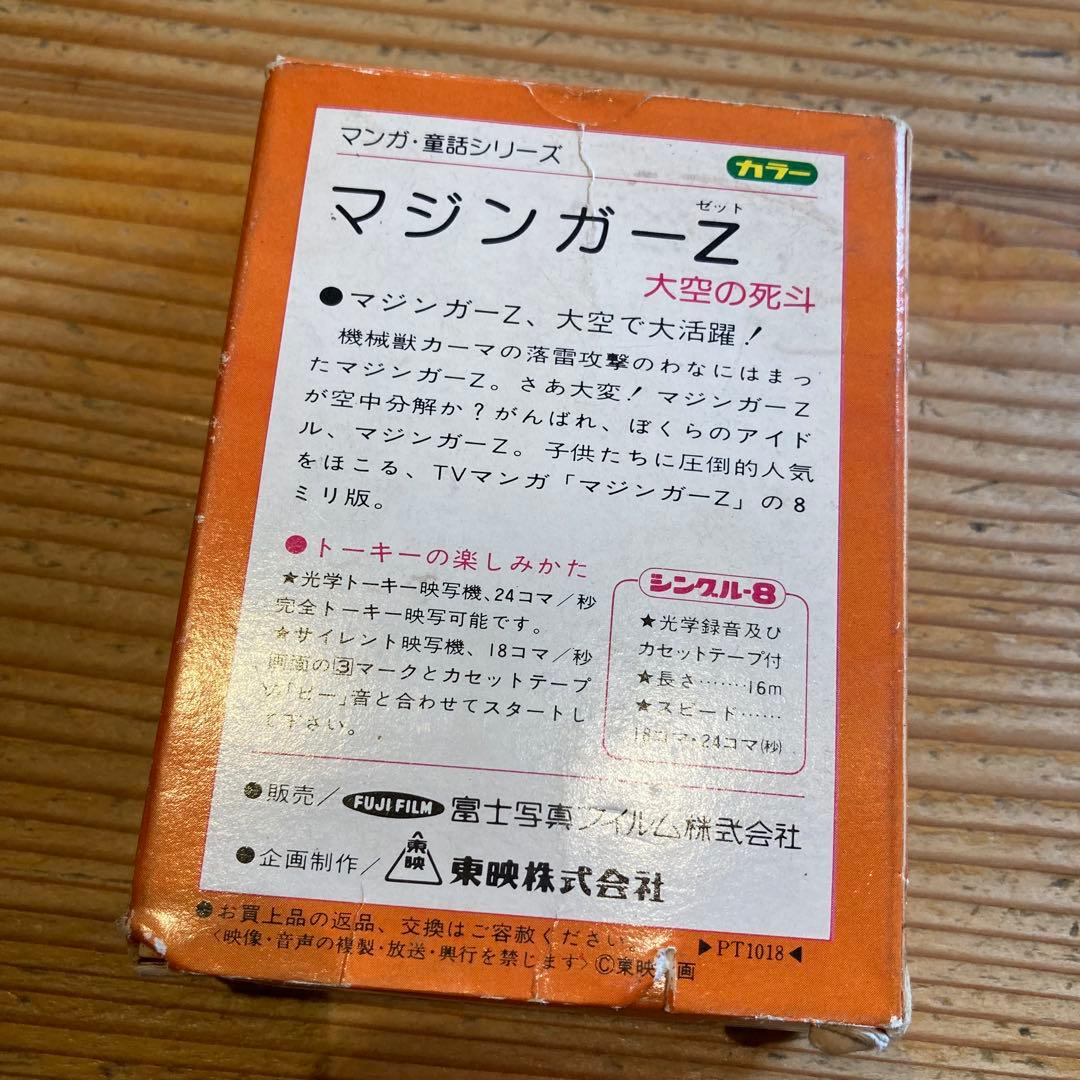 マンガ・童話シリーズ
カラー
ゼット
マジンガーZ
大空の死斗
●マジンガーZ、大空で大活躍！
機械獣カーマの落雷攻撃のわなにはまっ
たマジンガーZ。さあ大変！マジンガーZ
が空中分解か？がんばれ、ぼくらのアイド
ル、マジンガーZ。子供たちに圧倒的人気
をほこる、TVマンガ「マジンガーZ」の8
ミリ版。
●トーキーの楽しみかた
★光学トーキー映写機、24コマ／秒
完全トーキー映写可能です。
★サイレント映写機、18コマ／秒
画面の3マークとカセットテープ
の「ピー」音と合わせてスタートし
て下さい。
シングル-8
★光学録音及び
カセットテープ付
★長さ……16m
★スピード……
18コマ・24コマ(秒)
●販売／FUJI FILM 富士写真フイルム株式会社
●企画制作／東映 東映株式会社
●お買上品の返品、交換はご容赦ください。
〈映像・音声の複製・放送・興行を禁じます〉©東映 画
▶PT1018◀